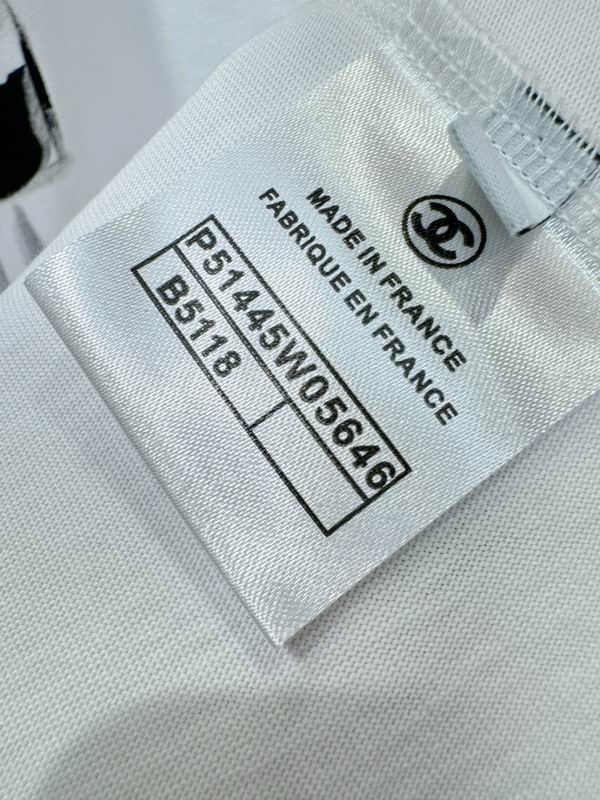 MADE IN FRANCE
FABRIQUE EN FRANCE
P51445W05646
B5118